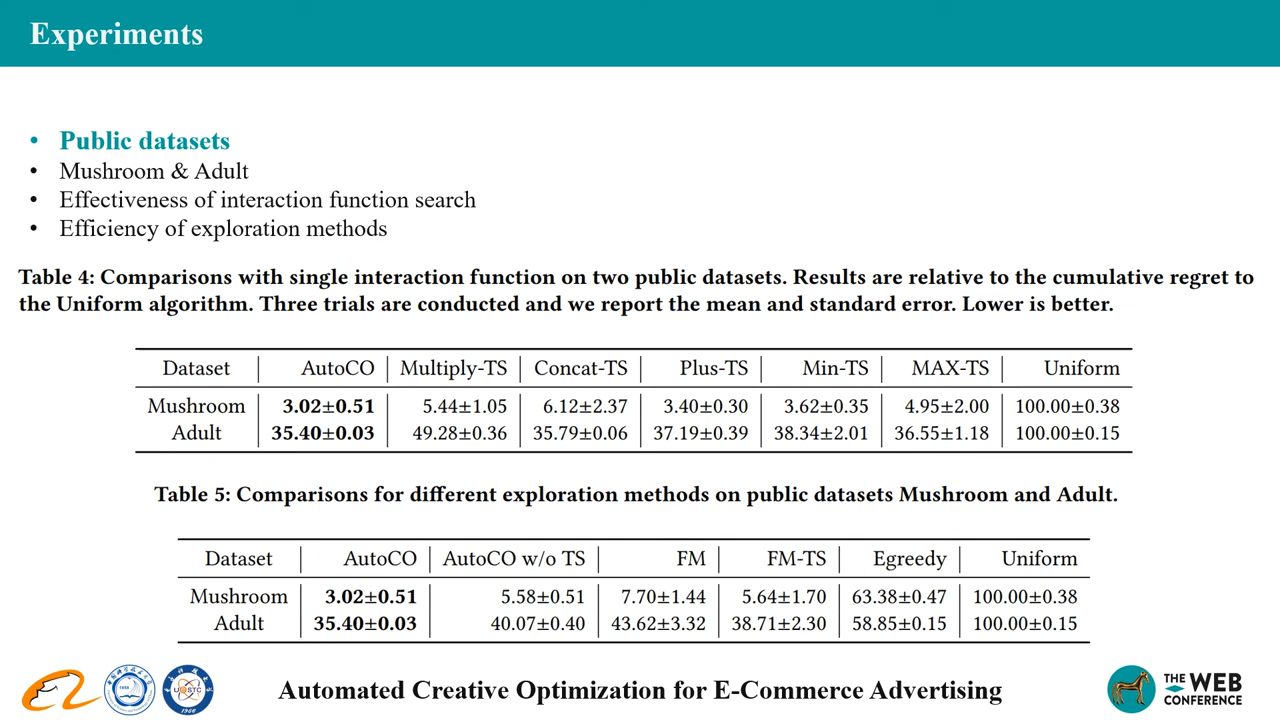 Experiments
• Public datasets
• Mushroom & Adult
• Effectiveness of interaction function search
• Efficiency of exploration methods
Table 4: Comparisons with single interaction function on two public datasets. Results are relative to the cumulative regret to
the Uniform algorithm. Three trials are conducted and we report the mean and standard error. Lower is better.
Dataset | AutoCO | Multiply-TS | Concat-TS | Plus-TS | Min-TS | MAX-TS | Uniform
Mushroom | 3.02±0.51 | 5.44±1.05 | 6.12±2.37 | 3.40±0.30 | 3.62±0.35 | 4.95±2.00 | 100.00±0.38
Adult | 35.40±0.03 | 49.28±0.36 | 35.79±0.06 | 37.19±0.39 | 38.34±2.01 | 36.55±1.18 | 100.00±0.15
Table 5: Comparisons for different exploration methods on public datasets Mushroom and Adult.
Dataset | AutoCO | AutoCO w/o TS | FM | FM-TS | Egreedy | Uniform
Mushroom | 3.02±0.51 | 5.58±0.51 | 7.70±1.44 | 5.64±1.70 | 63.38±0.47 | 100.00±0.38
Adult | 35.40±0.03 | 40.07±0.40 | 43.62±3.32 | 38.71±2.30 | 58.85±0.15 | 100.00±0.15
Automated Creative Optimization for E-Commerce Advertising
THE WEB
CONFERENCE